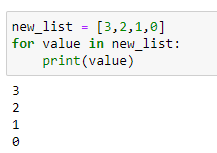 new_list = [3,2,1,0]
for value in new_list:
    print(value)
3
2
1
0